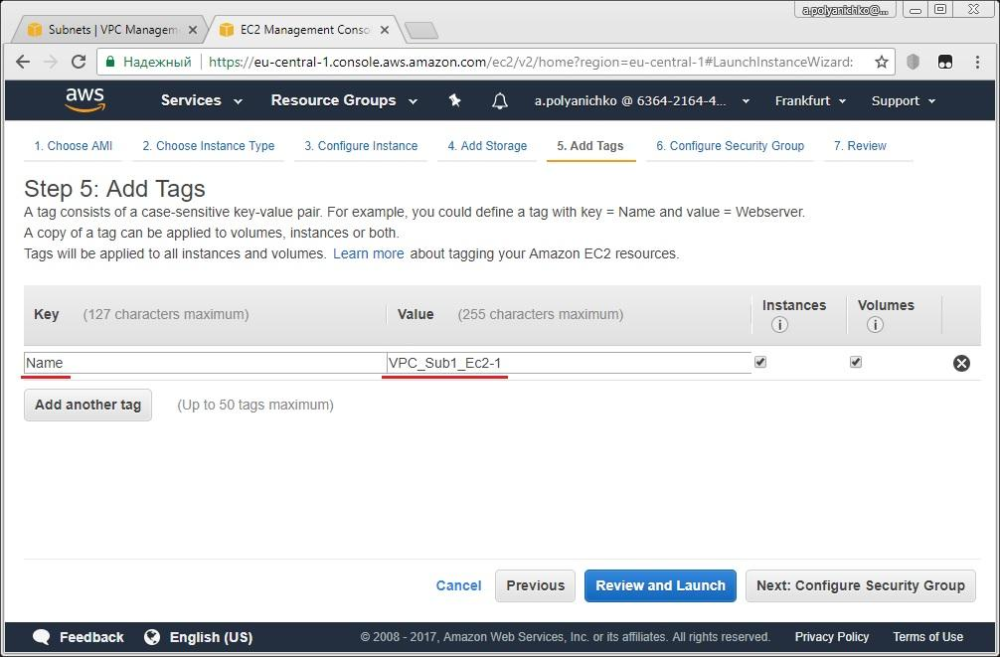 a.polyanichko@...
Subnets | VPC Managem
EC2 Management Conso
Надежный https://eu-central-1.console.aws.amazon.com/ec2/v2/home?region=eu-central-1#LaunchInstanceWizard:
aws Services Resource Groups a.polyanichko @ 6364-2164-4... Frankfurt Support
1. Choose AMI 2. Choose Instance Type 3. Configure Instance 4. Add Storage 5. Add Tags 6. Configure Security Group 7. Review
Step 5: Add Tags
A tag consists of a case-sensitive key-value pair. For example, you could define a tag with key = Name and value = Webserver.
A copy of a tag can be applied to volumes, instances or both.
Tags will be applied to all instances and volumes. Learn more about tagging your Amazon EC2 resources.
Key (127 characters maximum) Value (255 characters maximum) Instances Volumes
Name VPC_Sub1_Ec2-1
Add another tag (Up to 50 tags maximum)
Cancel Previous Review and Launch Next: Configure Security Group
Feedback English (US) © 2008 - 2017, Amazon Web Services, Inc. or its affiliates. All rights reserved. Privacy Policy Terms of Use